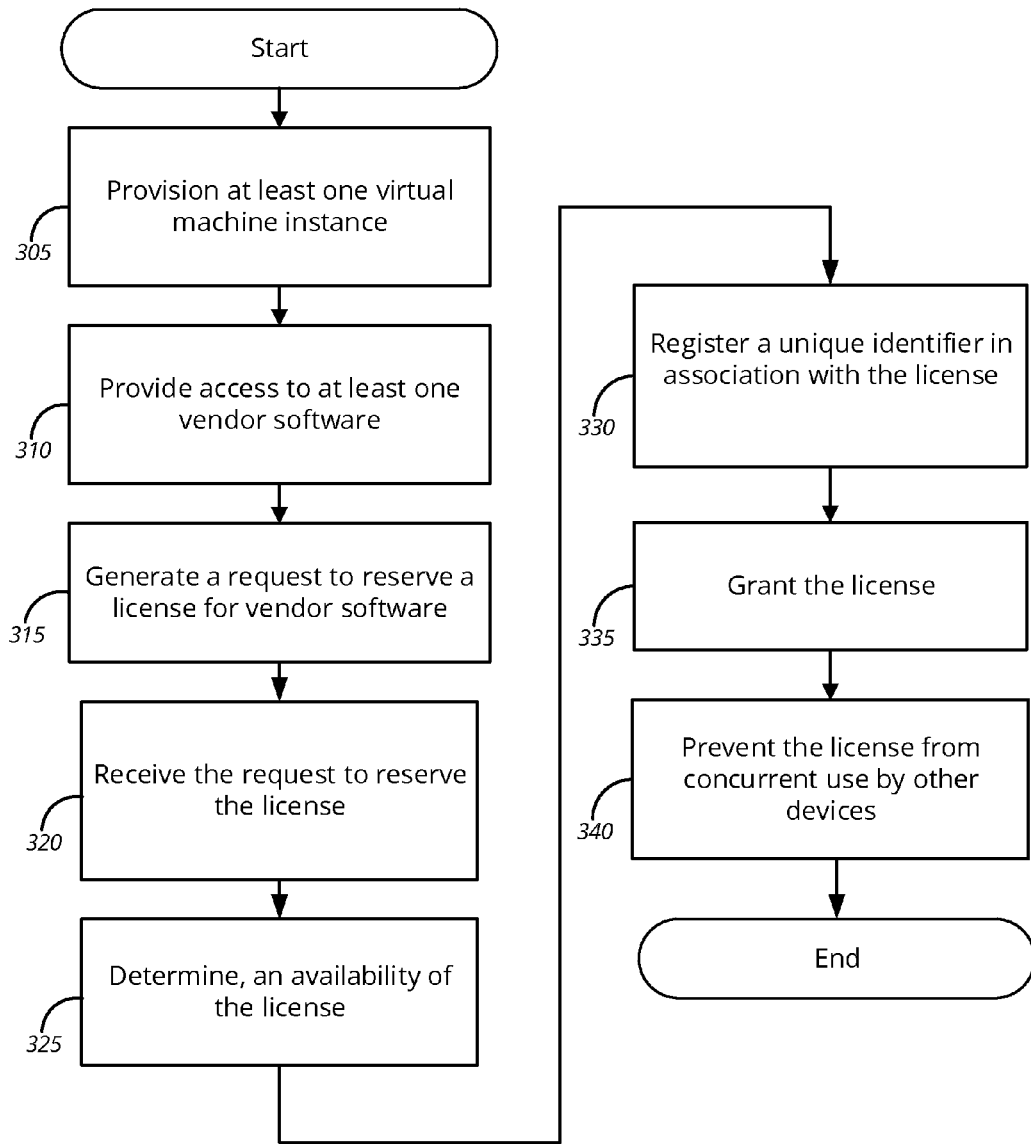 Start
Provision at least one virtual
machine instance
305
Provide access to at least one
vendor software
310
Generate a request to reserve a
license for vendor software
315
Receive the request to reserve
the license
320
Determine, an availability of
the license
325
Register a unique identifier in
association with the license
330
Grant the license
335
Prevent the license from
concurrent use by other
devices
340
End